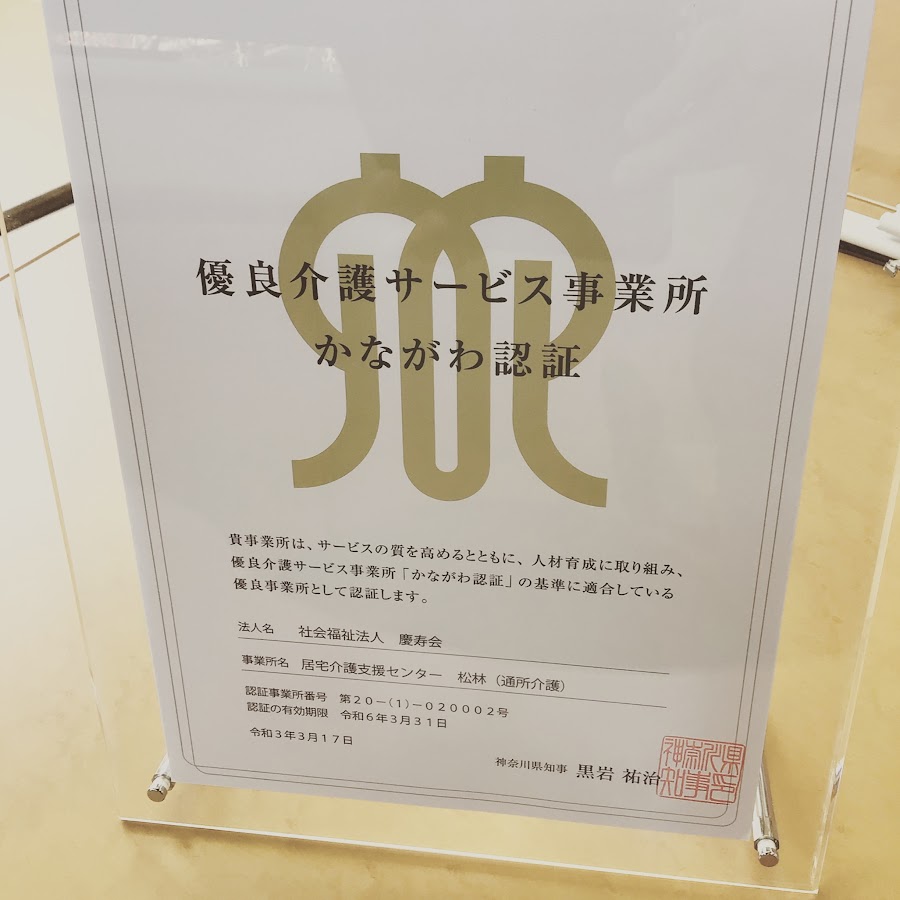 優良介護サービス事業所
かながわ認証
貴事業所は、サービスの質を高めるとともに、人材育成に取り組み、
優良介護サービス事業所「かながわ認証」の基準に適合している
優良事業所として認証します。
法人名 社会福祉法人 慶寿会
事業所名 居宅介護支援センター 松林（通所介護）
認証事業所番号 第２０－(１)－０２０００２号
認証の有効期限 令和６年３月３１日
令和３年３月１７日
神奈川県知事 黒岩 祐治
神奈川県
知事之印